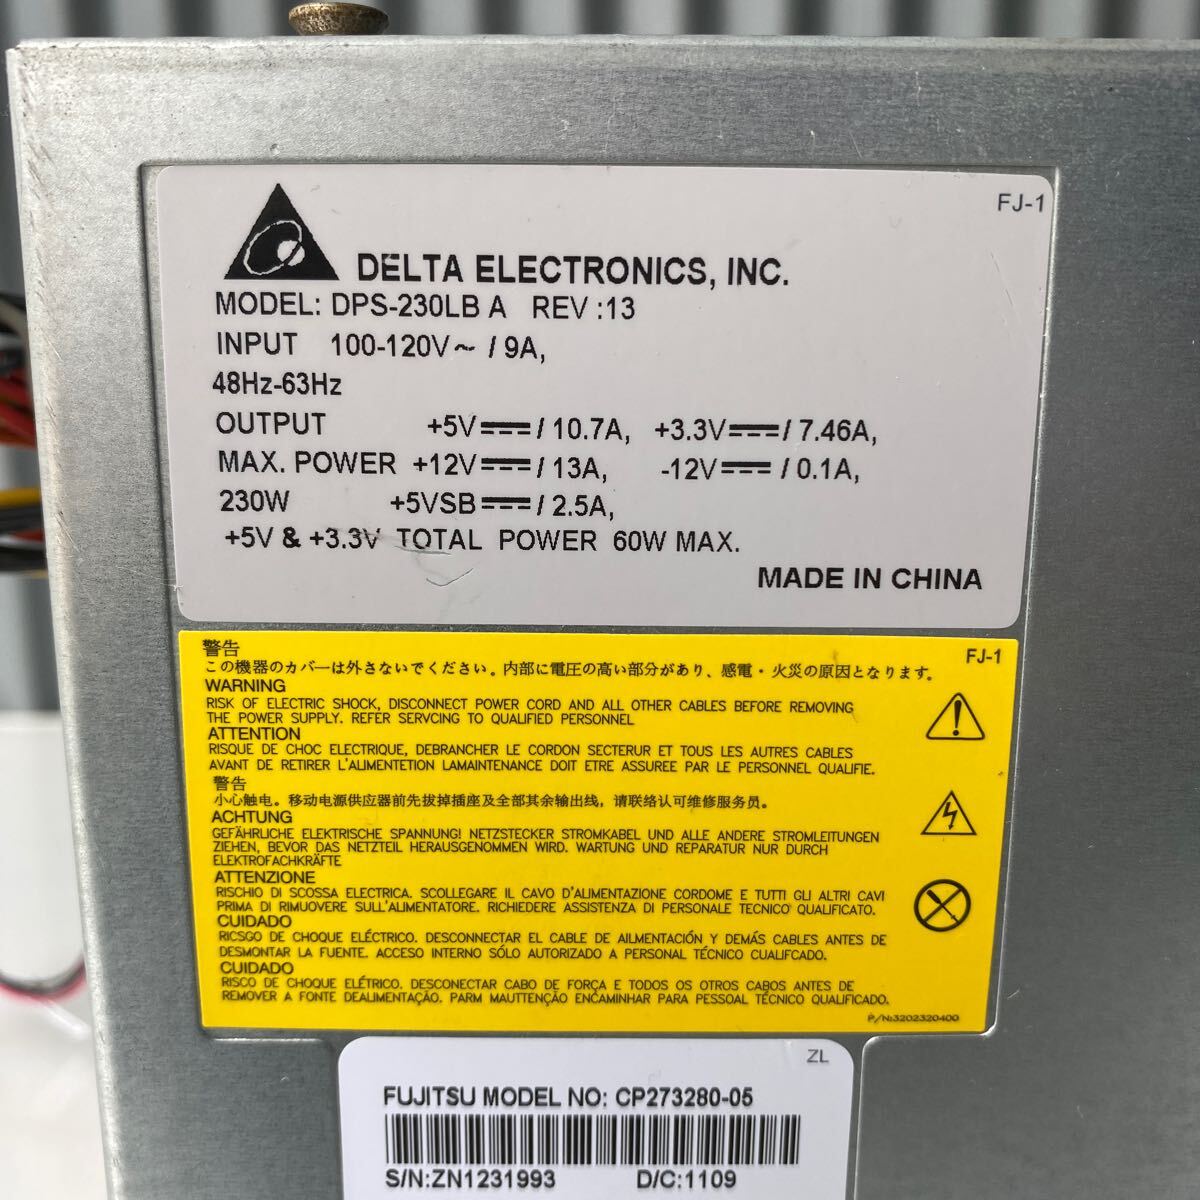 FJ-1
DELTA ELECTRONICS, INC.
MODEL: DPS-230LB A REV :13
INPUT 100-120V～ / 9A,
48Hz-63Hz
OUTPUT +5V⎓/ 10.7A, +3.3V⎓/ 7.46A,
MAX. POWER +12V⎓/ 13A, -12V⎓/ 0.1A,
230W +5VSB⎓/ 2.5A,
+5V & +3.3V TOTAL POWER 60W MAX.
MADE IN CHINA
警告
FJ-1
この機器のカバーは外さないでください。内部に電圧の高い部分があり、感電・火災の原因となります。
WARNING
RISK OF ELECTRIC SHOCK, DISCONNECT POWER CORD AND ALL OTHER CABLES BEFORE REMOVING
THE POWER SUPPLY. REFER SERVCING TO QUALIFIED PERSONNEL
ATTENTION
RISQUE DE CHOC ELECTRIQUE, DEBRANCHER LE CORDON SECTERUR ET TOUS LES AUTRES CABLES
AVANT DE RETIRER L'ALIMENTETION LAMAINTENANCE DOIT ETRE ASSUREE PAR LE PERSONNEL QUALIFIE.
警告
小心触电。移动电源供应器前先拔掉插座及全部其余输出线，请联络认可维修服务员。
ACHTUNG
GEFÄHRLICHE ELEKTRISCHE SPANNUNG! NETZSTECKER STROMKABEL UND ALLE ANDERE STROMLEITUNGEN
ZIEHEN, BEVOR DAS NETZTEIL HERAUSGENOMMEN WIRD. WARTUNG UND REPARATUR NUR DURCH
ELEKTROFACHKRÄFTE
ATTENZIONE
RISCHIO DI SCOSSA ELECTRICA. SCOLLEGARE IL CAVO D'ALIMENTAZIONE CORDOME E TUTTI GLI ALTRI CAVI
PRIMA DI RIMUOVERE SULL'ALIMENTATORE. RICHIEDERE ASSISTENZA DI PERSONALE TECNICO QUALIFICATO.
CUIDADO
RICSGO DE CHOQUE ELÉCTRICO. DESCONNECTAR EL CABLE DE AILMENTACIÓN Y DEMÁS CABLES ANTES DE
DESMONTAR LA FUENTE. ACCESO INTERNO SÓLO AUTORIZADO A PERSONAL TÉCNICO CUALIFCADO.
CUIDADO
RISCO DE CHOQUE ELÉTRICO. DESCONECTAR CABO DE FORÇA E TODOS OS OTROS CABOS ANTES DE
REMOVER A FONTE DEALIMENTAÇÃO. PARM MAUTTENÇÃO ENCAMINHAR PARA PESSOAL TÉCNICO QUALIFICADO.
P/N:3202320400
ZL
FUJITSU MODEL NO: CP273280-05
S/N:ZN1231993 D/C:1109